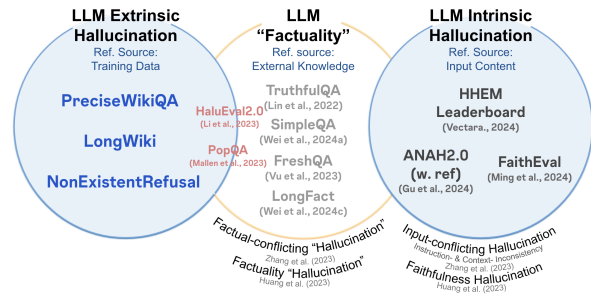 LLM Extrinsic
Hallucination
Ref. Source:
Training Data
PreciseWikiQA
LongWiki
NonExistentRefusal
HaluEval2.0
(Li et al., 2023)
PopQA
(Mallen et al., 2023)
LLM
“Factuality”
Ref. source:
External Knowledge
TruthfulQA
(Lin et al., 2022)
SimpleQA
(Wei et al., 2024a)
FreshQA
(Vu et al., 2023)
LongFact
(Wei et al., 2024c)
Factual-conflicting “Hallucination”
Zhang et al. (2023)
Factuality “Hallucination”
Huang et al. (2023)
LLM Intrinsic
Hallucination
Ref. Source:
Input Content
HHEM
Leaderboard
(Vectara., 2024)
ANAH2.0
(w. ref)
(Gu et al., 2024)
FaithEval
(Ming et al., 2024)
Input-conflicting Hallucination
Instruction- & Context- Inconsistency
Zhang et al. (2023)
Faithfulness Hallucination
Huang et al. (2023)